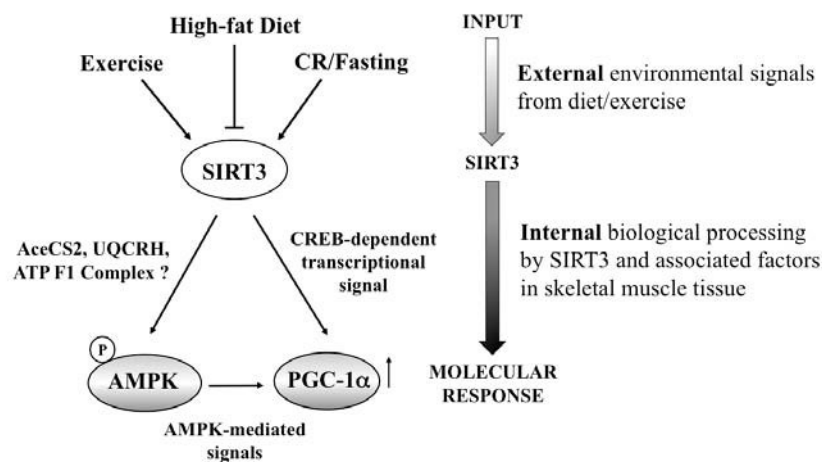 High-fat Diet
Exercise
CR/Fasting
SIRT3
AceCS2, UQCRH,
ATP F1 Complex ?
CREB-dependent
transcriptional
signal
P
AMPK
PGC-1α
AMPK-mediated
signals
INPUT
External environmental signals
from diet/exercise
SIRT3
Internal biological processing
by SIRT3 and associated factors
in skeletal muscle tissue
MOLECULAR
RESPONSE